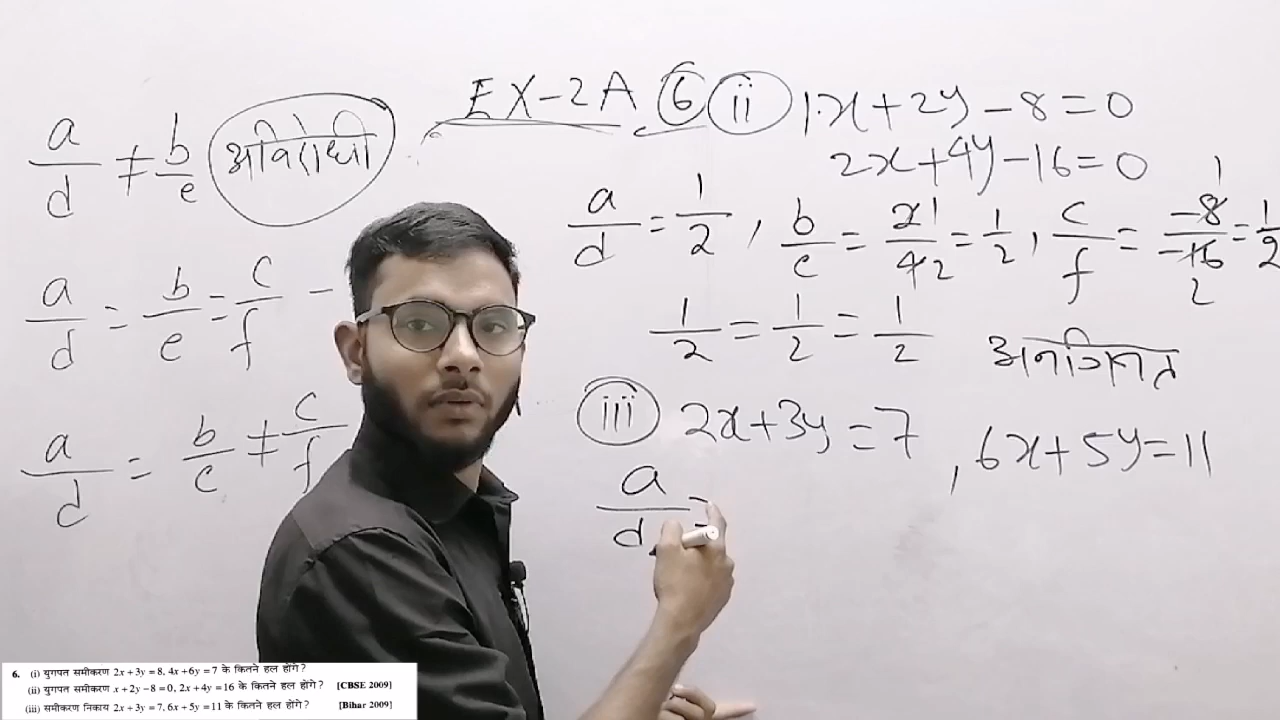 EX-2A 6 ii 1·x+2y-8=0
2x+4y-16=0
a/d ≠ b/e अविरोधी
a/d = 1/2, b/e = 2 1/4 2 = 1/2, c/f = -8 1/-16 2 = 1/2
a/d = b/e = c/f -
1/2 = 1/2 = 1/2 अनगिनत
a/d = b/e ≠ c/f
iii 2x+3y=7, 6x+5y=11
a/d =
6. (i) युगपत समीकरण 2x+3y=8, 4x+6y=7 के कितने हल होंगे?
(ii) युगपत समीकरण x+2y-8=0, 2x+4y=16 के कितने हल होंगे? [CBSE 2009]
(iii) समीकरण निकाय 2x+3y=7, 6x+5y=11 के कितने हल होंगे? [Bihar 2009]